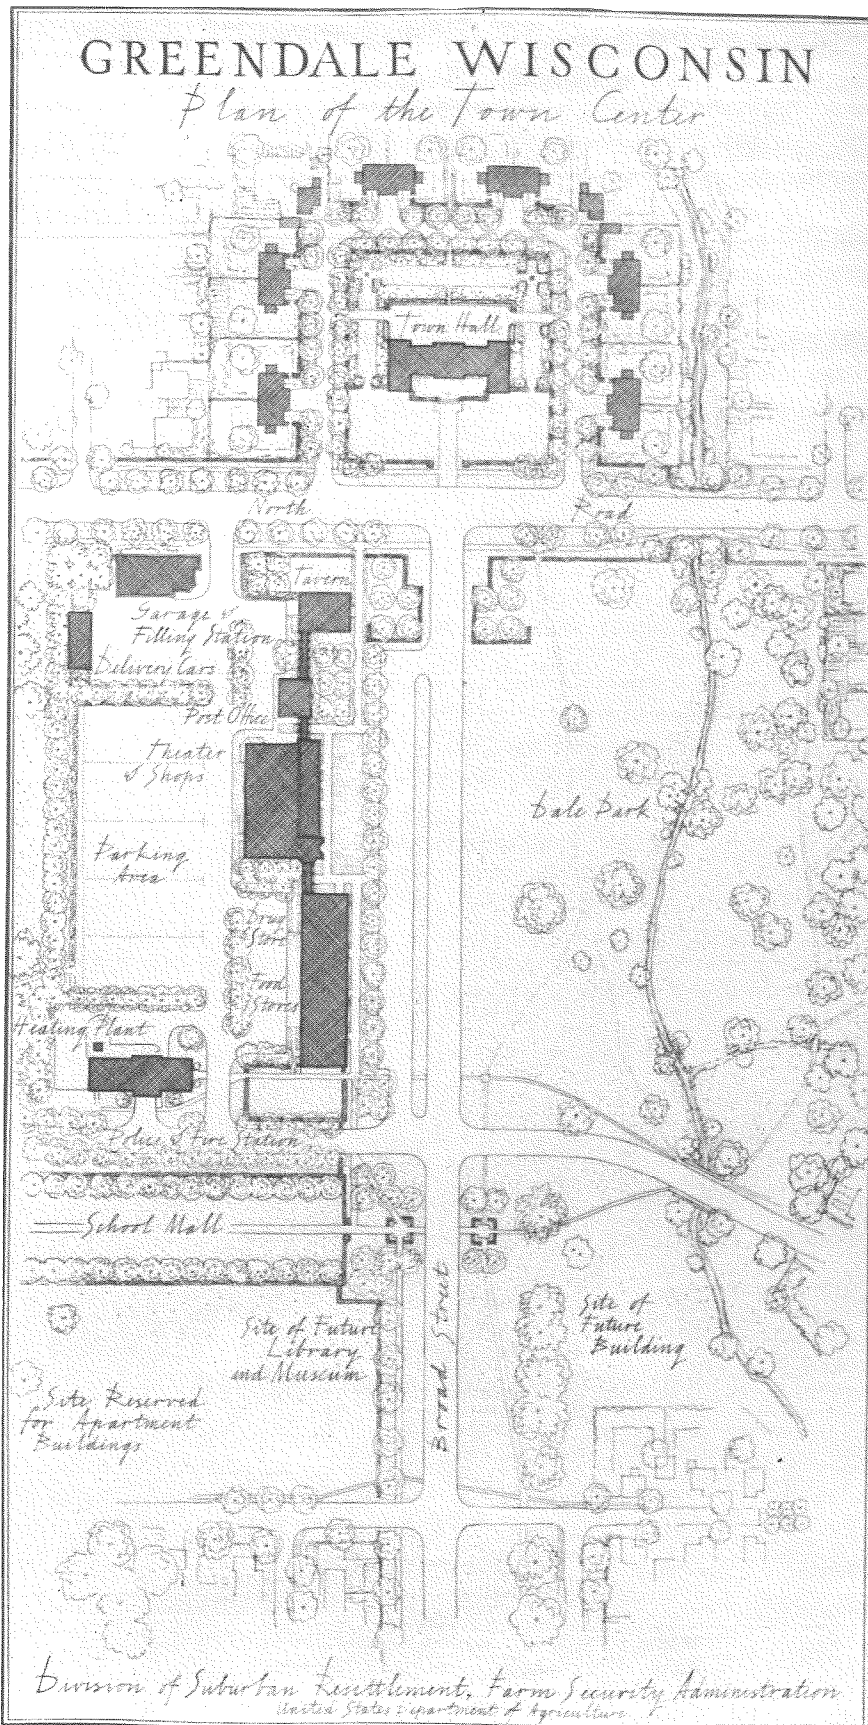 GREENDALE WISCONSIN
Plan of the Town Center
Town Hall
North Road
Tavern
Garage &
Filling Station
Delivery Cars
Post Office
Theater
& Shops
Dale Park
Parking
Area
Drug
Store
Food
Stores
Heating Plant
Police & Fire Station
School Mall
Broad Street
Site of Future
Library
and Museum
Site of
Future
Building
Site Reserved
for Apartment
Buildings
Division of Suburban Resettlement, Farm Security Administration
United States Department of Agriculture